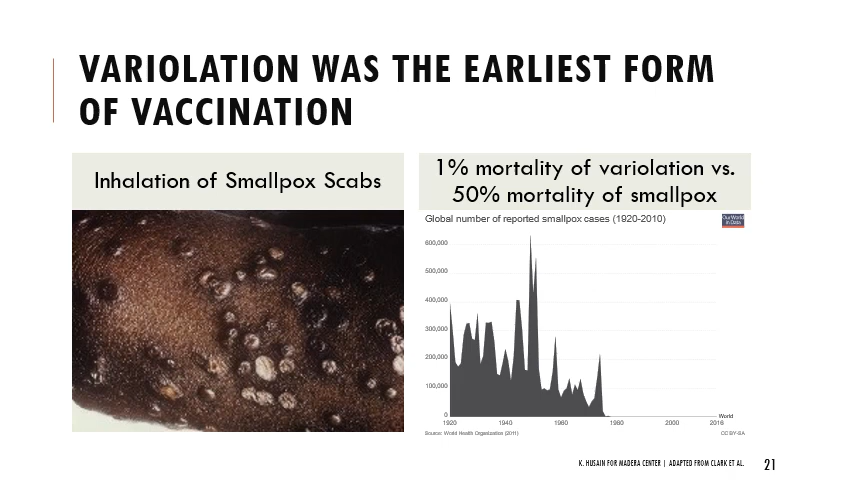 VARIOLATION WAS THE EARLIEST FORM
OF VACCINATION
Inhalation of Smallpox Scabs
1% mortality of variolation vs.
50% mortality of smallpox
Global number of reported smallpox cases (1920-2010)
Our World
in Data
600,000
500,000
400,000
300,000
200,000
100,000
0
World
1920 1940 1960 1980 2000 2016
Source: World Health Organization (2011) CC BY-SA
K. HUSAIN FOR MADERA CENTER | ADAPTED FROM CLARK ET AL. 21